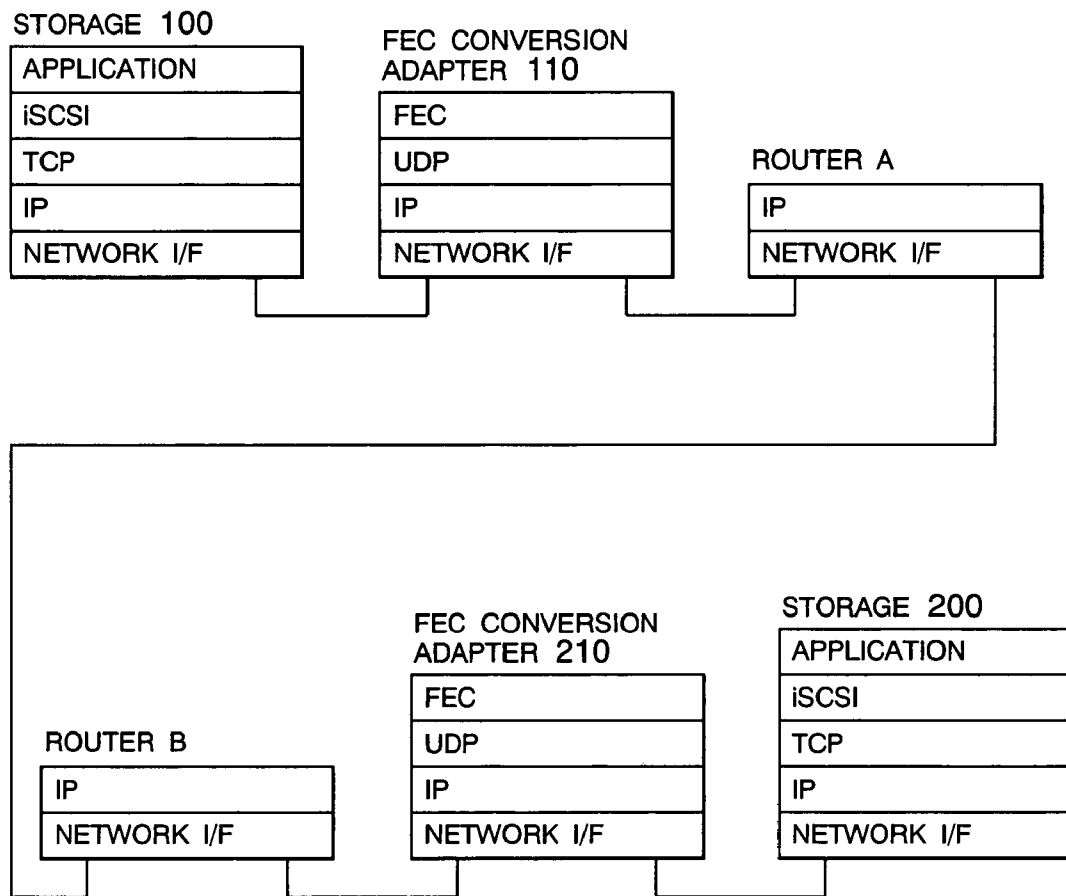 STORAGE 100
APPLICATION
iSCSI
TCP
IP
NETWORK I/F
FEC CONVERSION
ADAPTER 110
FEC
UDP
IP
NETWORK I/F
ROUTER A
IP
NETWORK I/F
ROUTER B
IP
NETWORK I/F
FEC CONVERSION
ADAPTER 210
FEC
UDP
IP
NETWORK I/F
STORAGE 200
APPLICATION
iSCSI
TCP
IP
NETWORK I/F